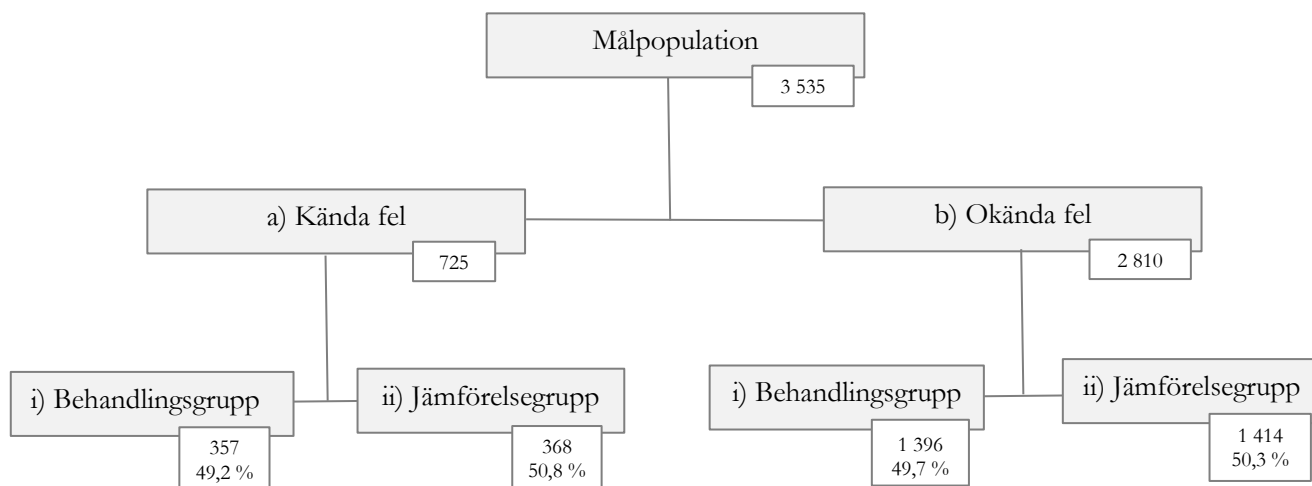 Målpopulation
3 535
a) Kända fel
725
b) Okända fel
2 810
i) Behandlingsgrupp
357
49,2 %
ii) Jämförelsegrupp
368
50,8 %
i) Behandlingsgrupp
1 396
49,7 %
ii) Jämförelsegrupp
1 414
50,3 %